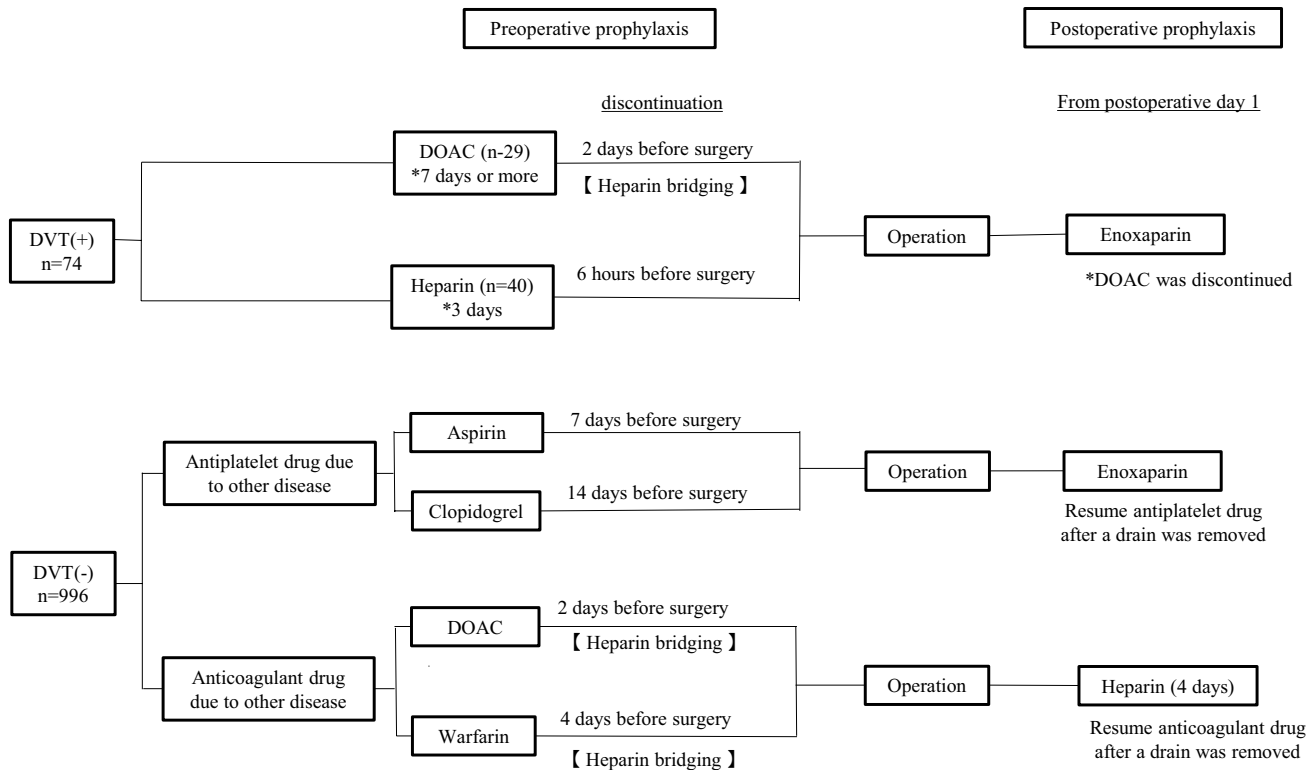 Preoperative prophylaxis
Postoperative prophylaxis
discontinuation
From postoperative day 1
DVT(+)
n=74
DOAC (n-29)
*7 days or more
2 days before surgery
【 Heparin bridging 】
Heparin (n=40)
*3 days
6 hours before surgery
Operation
Enoxaparin
*DOAC was discontinued
DVT(-)
n=996
Antiplatelet drug due
to other disease
Aspirin
7 days before surgery
Clopidogrel
14 days before surgery
Operation
Enoxaparin
Resume antiplatelet drug
after a drain was removed
Anticoagulant drug
due to other disease
DOAC
2 days before surgery
【 Heparin bridging 】
Warfarin
4 days before surgery
【 Heparin bridging 】
Operation
Heparin (4 days)
Resume anticoagulant drug
after a drain was removed